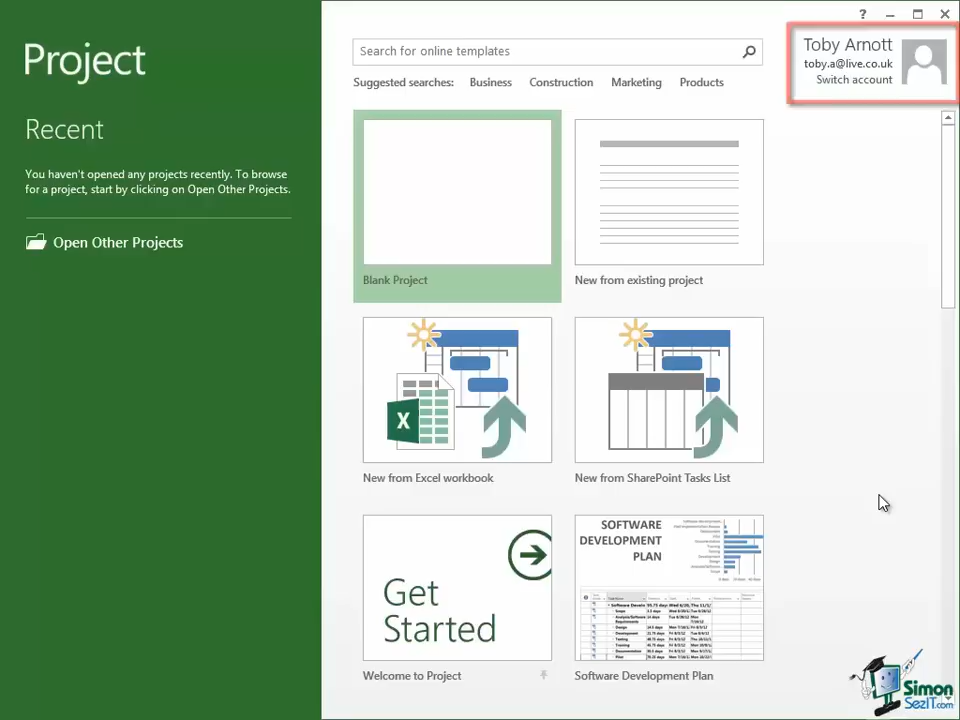 ?
Project
Search for online templates
Toby Arnott
toby.a@live.co.uk
Switch account
Suggested searches: Business Construction Marketing Products
Recent
You haven't opened any projects recently. To browse
for a project, start by clicking on Open Other Projects.
Open Other Projects
Blank Project
New from existing project
X
New from Excel workbook
New from SharePoint Tasks List
Get
Started
SOFTWARE
DEVELOPMENT
PLAN
Welcome to Project
Software Development Plan
Simon
SezIT.com